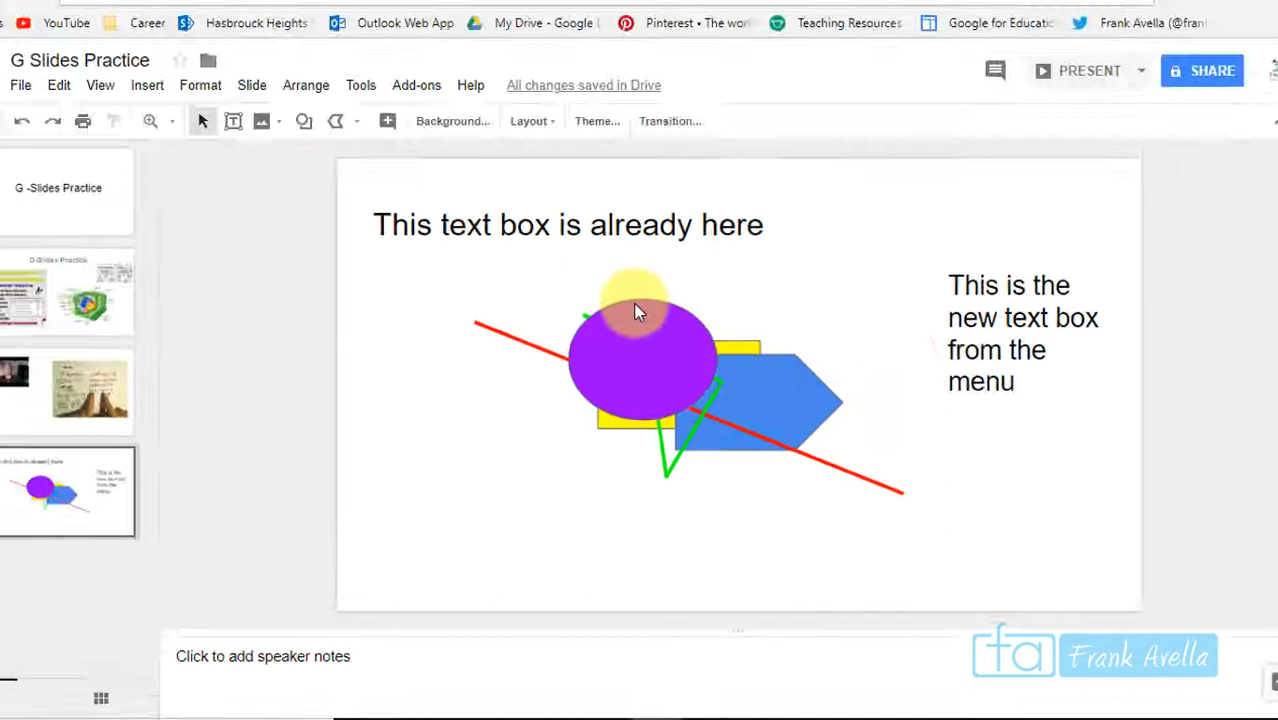 YouTube Career Hasbrouck Heights Outlook Web App My Drive - Google Pinterest • The Teaching Resources Google for Frank Avella
G Slides Practice
PRESENT
SHARE
File Edit View Insert Format Slide Arrange Tools Add-ons Help All changes saved in Drive
Background... Layout Theme... Transition...
G -Slides Practice
This text box is already here
This is the
new text box
from the
menu
Click to add speaker notes
fa Frank Avella